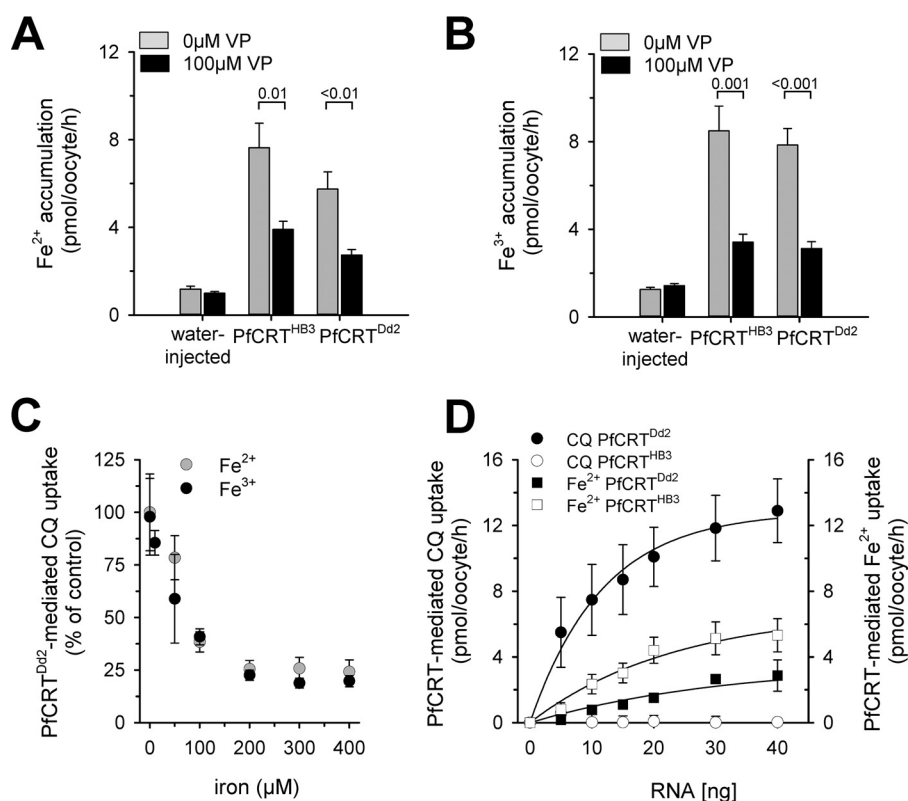 A
0µM VP
100µM VP
Fe²⁺ accumulation
(pmol/oocyte/h)
12
8
4
0
0.01
<0.01
water-
injected
PfCRTᴴᴮ³
PfCRTᴰᵈ²
B
0µM VP
100µM VP
Fe³⁺ accumulation
(pmol/oocyte/h)
12
8
4
0
0.001
<0.001
water-
injected
PfCRTᴴᴮ³
PfCRTᴰᵈ²
C
Fe²⁺
Fe³⁺
PfCRTᴰᵈ²-mediated CQ uptake
(% of control)
125
100
75
50
25
0
0 100 200 300 400
iron (µM)
D
CQ PfCRTᴰᵈ²
CQ PfCRTᴴᴮ³
Fe²⁺ PfCRTᴰᵈ²
Fe²⁺ PfCRTᴴᴮ³
PfCRT-mediated CQ uptake
(pmol/oocyte/h)
16
12
8
4
0
0 10 20 30 40
RNA [ng]
16
12
8
4
0
PfCRT-mediated Fe²⁺ uptake
(pmol/oocyte/h)